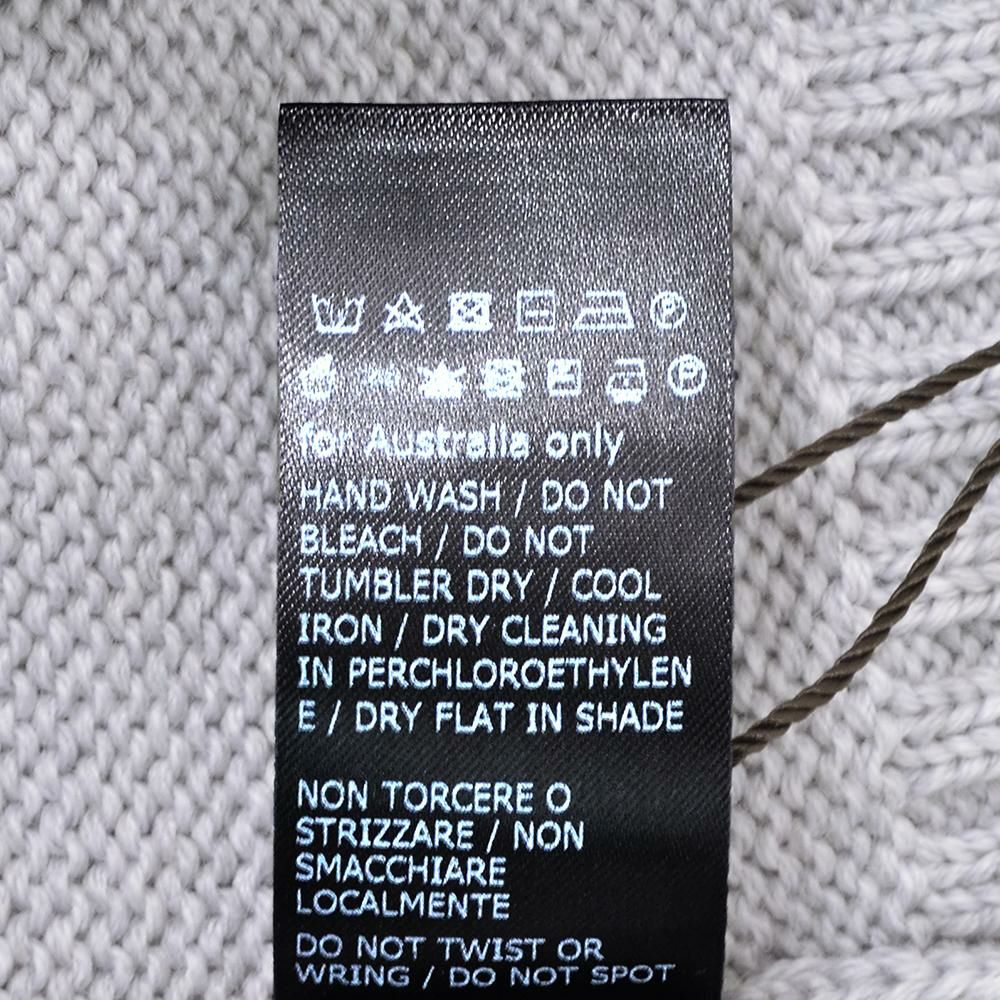 for Australia only
HAND WASH / DO NOT
BLEACH / DO NOT
TUMBLER DRY / COOL
IRON / DRY CLEANING
IN PERCHLOROETHYLEN
E / DRY FLAT IN SHADE
NON TORCERE O
STRIZZARE / NON
SMACCHIARE
LOCALMENTE
DO NOT TWIST OR
WRING / DO NOT SPOT